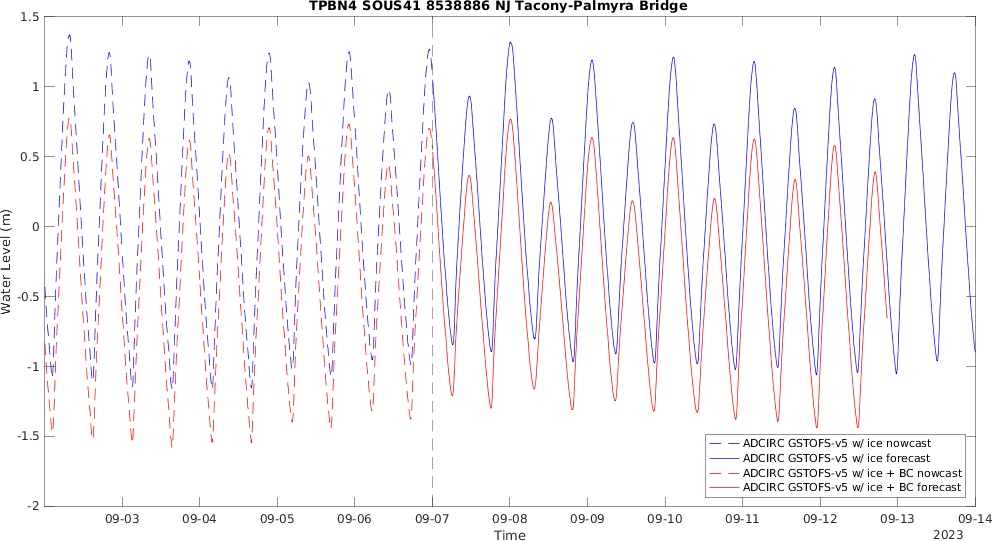 TPBN4 SOUS41 8538886 NJ Tacony-Palmyra Bridge
1.5
1
0.5
0
-0.5
-1
-1.5
-2
Water Level (m)
ADCIRC GSTOFS-v5 w/ ice nowcast
ADCIRC GSTOFS-v5 w/ ice forecast
ADCIRC GSTOFS-v5 w/ ice + BC nowcast
ADCIRC GSTOFS-v5 w/ ice + BC forecast
09-03 09-04 09-05 09-06 09-07 09-08 09-09 09-10 09-11 09-12 09-13 09-14
Time
2023